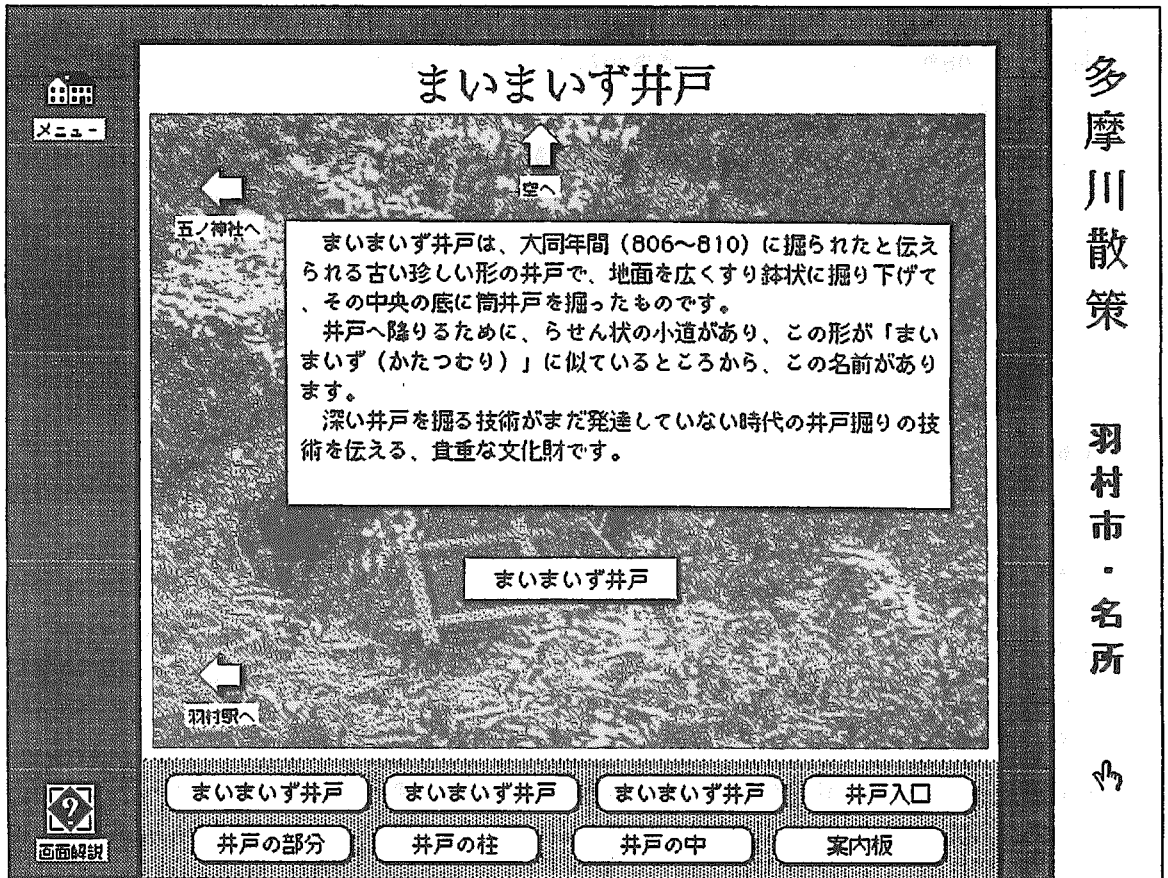 まいまいず井戸
メニュー
空へ
五ノ神社へ
まいまいず井戸は、大同年間（806〜810）に掘られたと伝え
られる古い珍しい形の井戸で、地面を広くすり鉢状に掘り下げて
、その中央の底に筒井戸を掘ったものです。
井戸へ降りるために、らせん状の小道があり、この形が「まい
まいず（かたつむり）」に似ているところから、この名前があり
ます。
深い井戸を掘る技術がまだ発達していない時代の井戸掘りの技
術を伝える、貴重な文化財です。
まいまいず井戸
羽村駅へ
まいまいず井戸
まいまいず井戸
まいまいず井戸
井戸入口
井戸の部分
井戸の柱
井戸の中
案内板
?
画面解説
多摩川散策
羽村市・名所